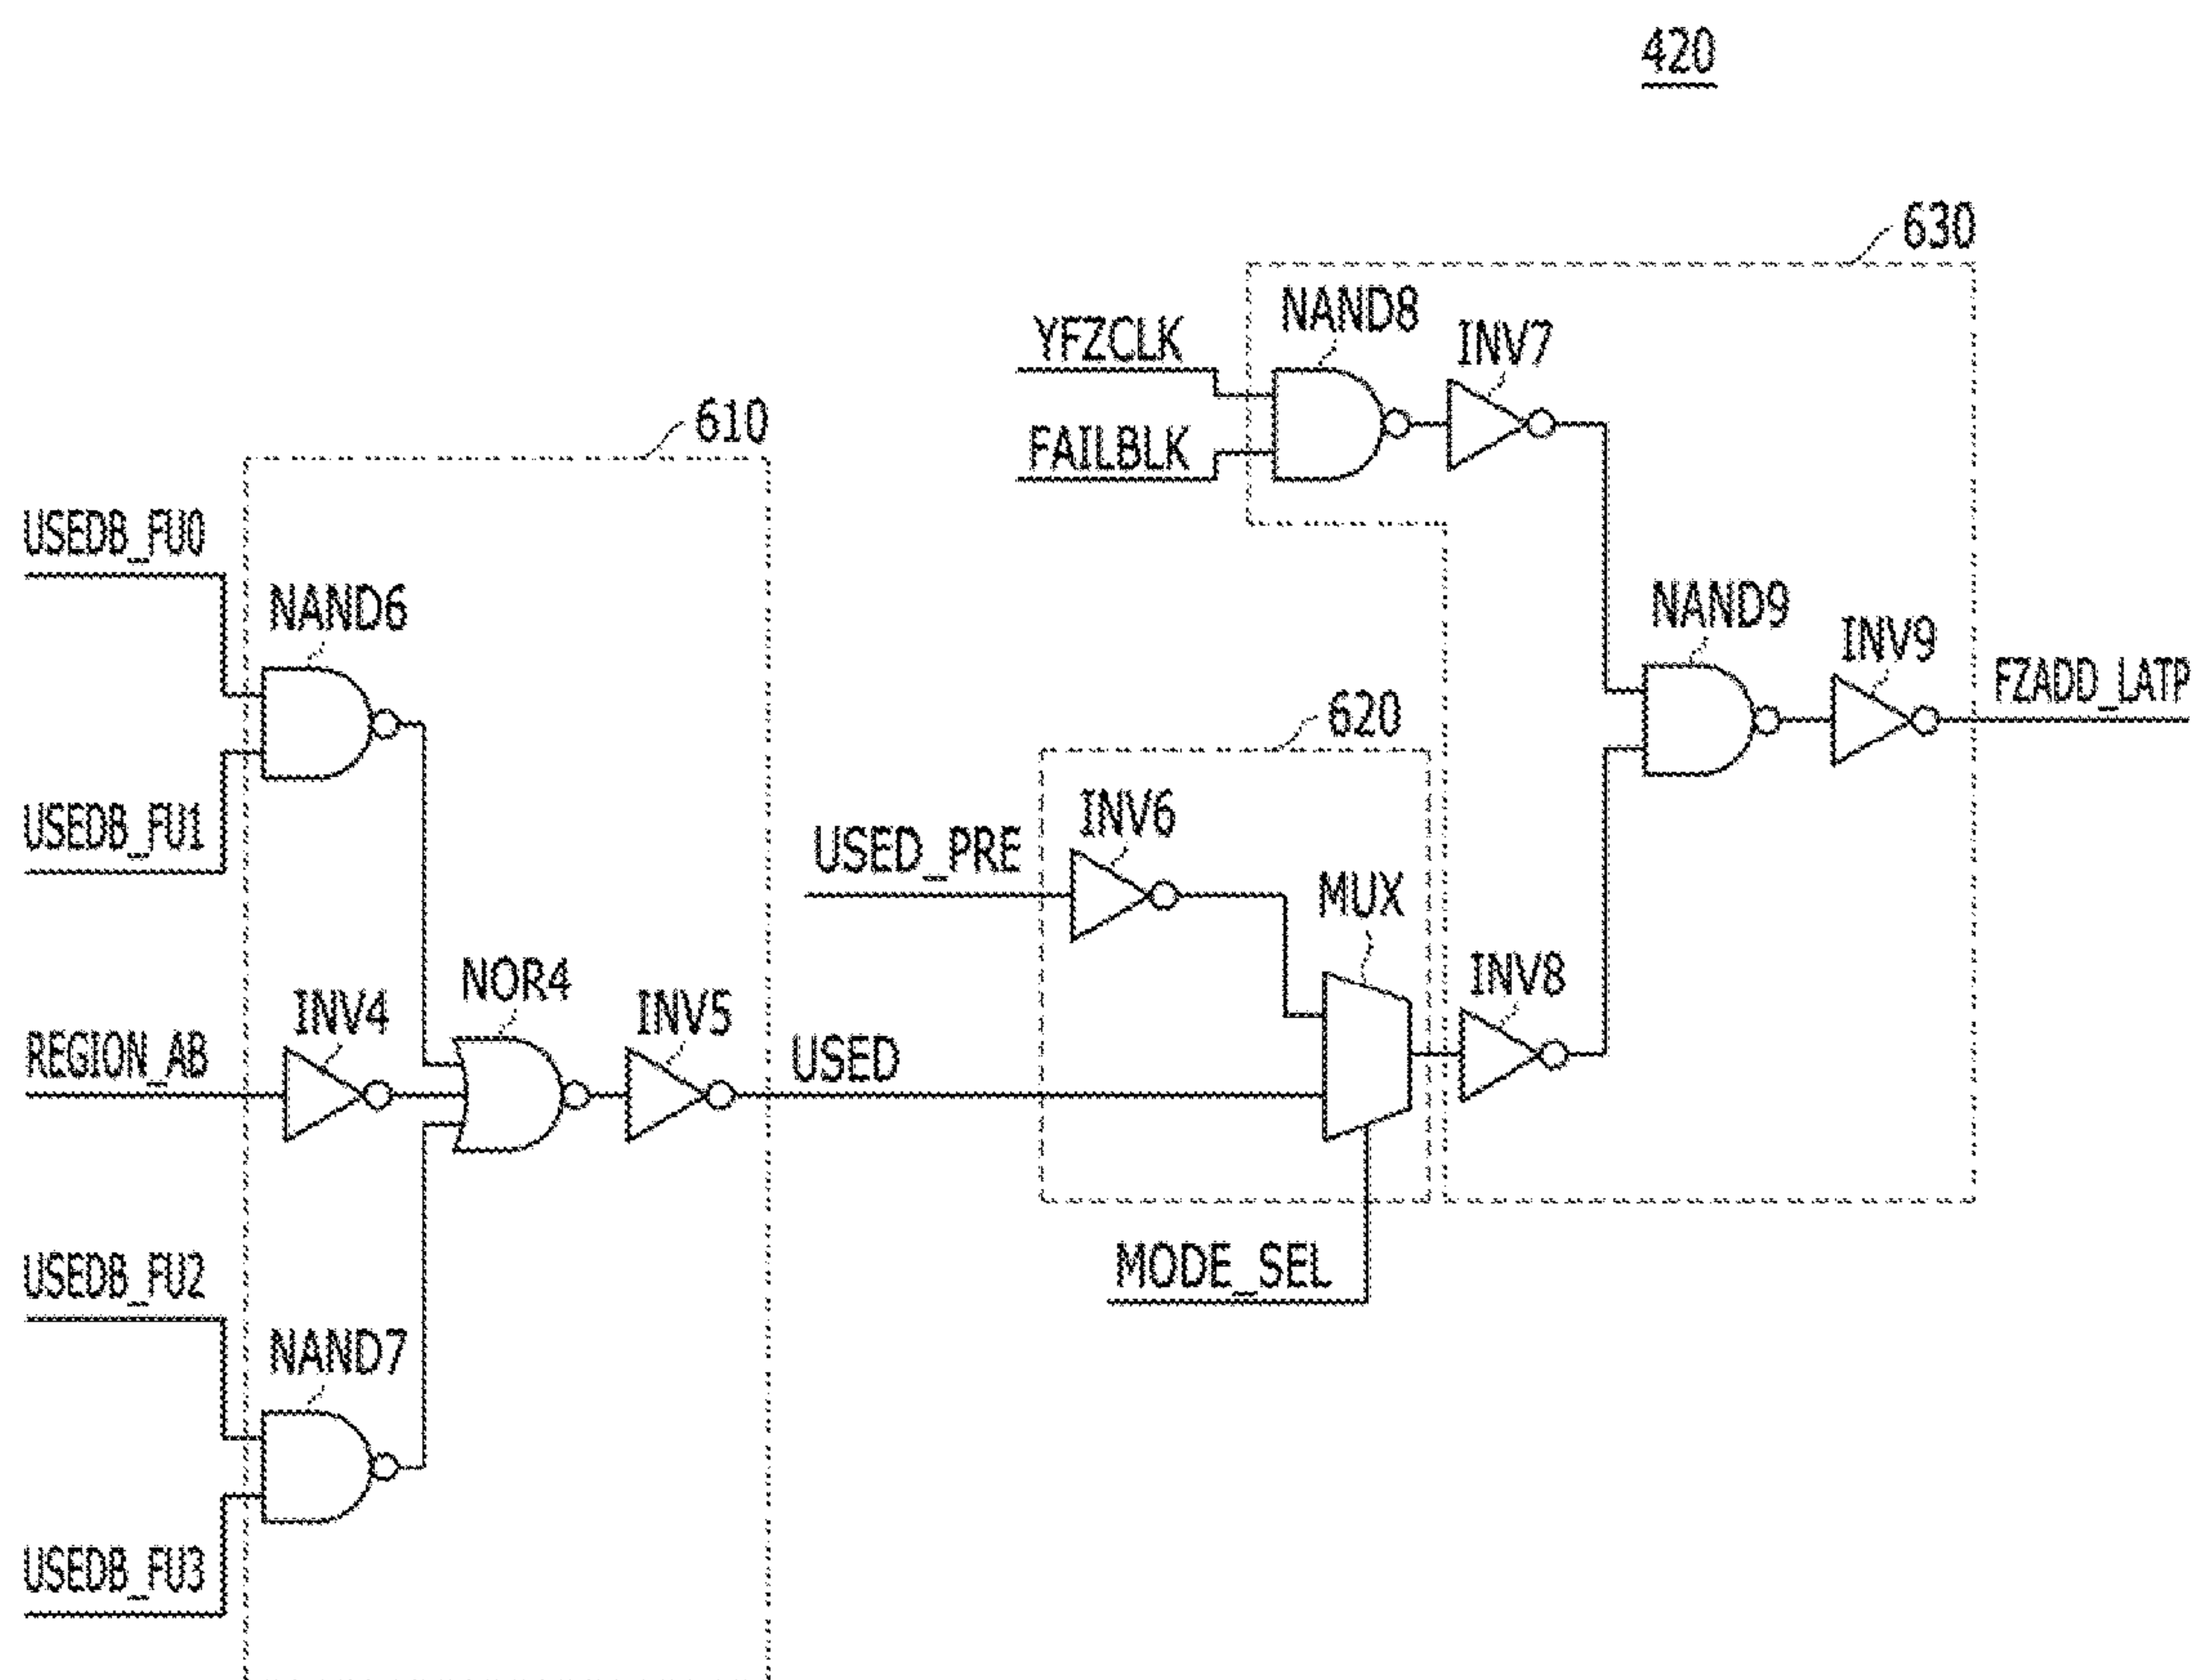 420
630
NAND8
YFZCLK
INV7
FAILBLK
610
USEDB_FU0
NAND6
NAND9
INV9
FZADD_LATP
620
USEDB_FU1
INV6
USED_PRE
MUX
NOR4
INV8
INV4
INV5
REGION_AB
USED
USEDB_FU2
MODE_SEL
NAND7
USEDB_FU3